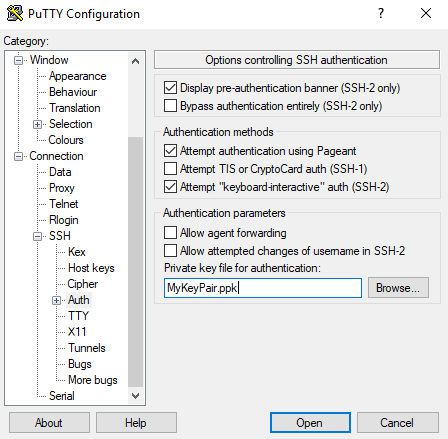 PuTTY Configuration
Category:
Window
Appearance
Behaviour
Translation
Selection
Colours
Connection
Data
Proxy
Telnet
Rlogin
SSH
Kex
Host keys
Cipher
Auth
TTY
X11
Tunnels
Bugs
More bugs
Serial
Options controlling SSH authentication
Display pre-authentication banner (SSH-2 only)
Bypass authentication entirely (SSH-2 only)
Authentication methods
Attempt authentication using Pageant
Attempt TIS or CryptoCard auth (SSH-1)
Attempt "keyboard-interactive" auth (SSH-2)
Authentication parameters
Allow agent forwarding
Allow attempted changes of username in SSH-2
Private key file for authentication:
MyKeyPair.ppk
Browse...
About
Help
Open
Cancel